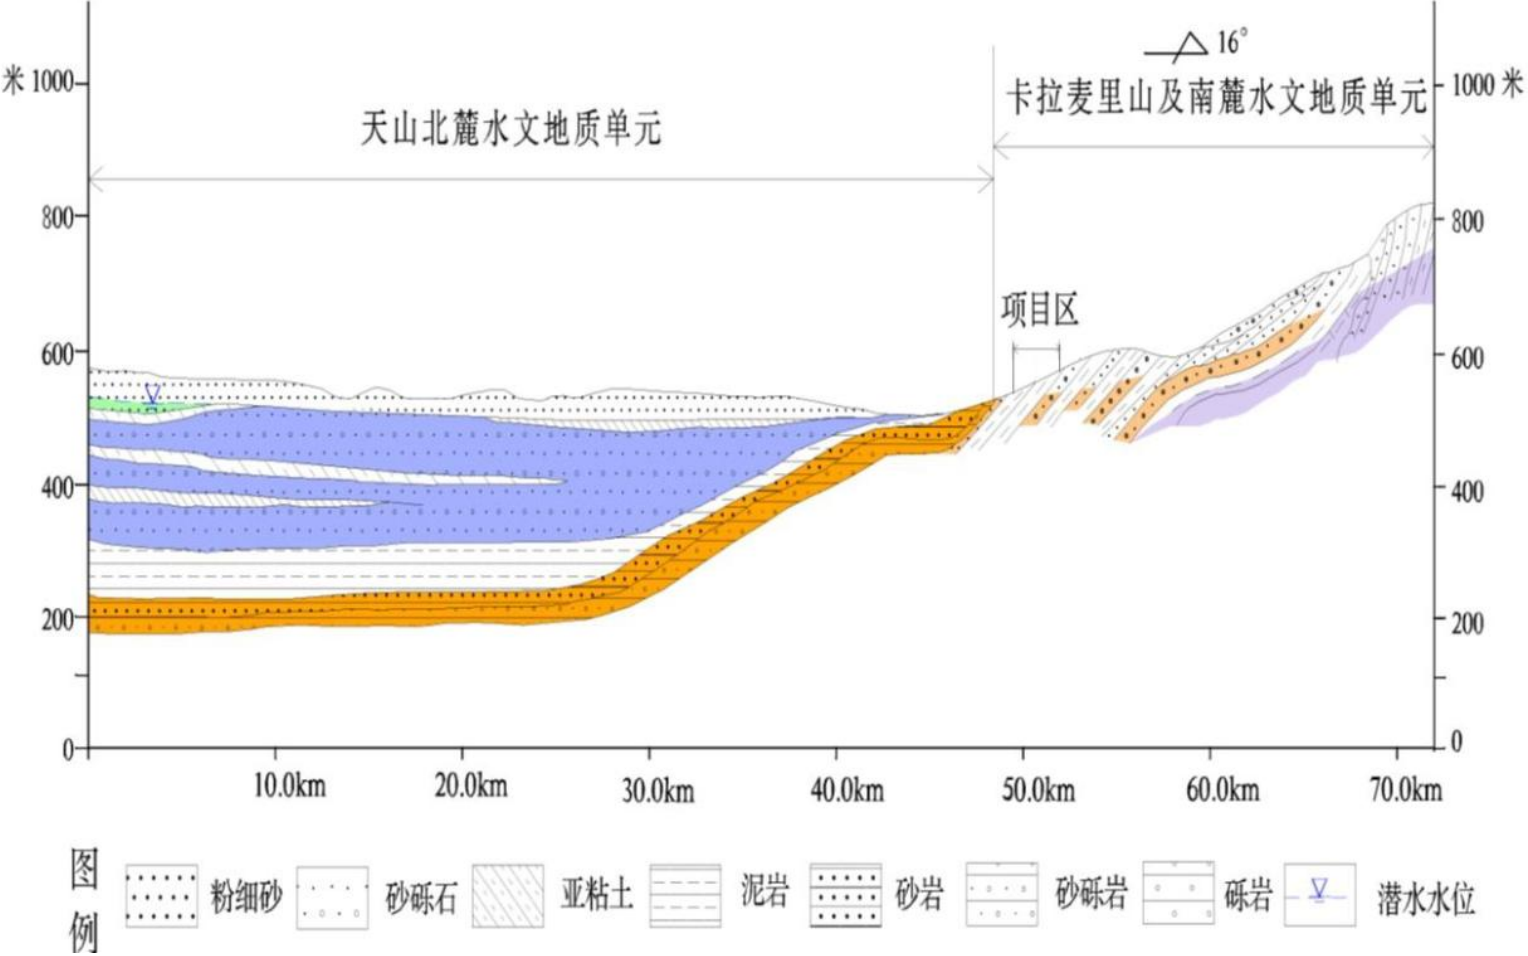 16°
米 1000
1000 米
卡拉麦里山及南麓水文地质单元
天山北麓水文地质单元
800
800
项目区
600
600
400
400
200
200
0
0
10.0km
20.0km
30.0km
40.0km
50.0km
60.0km
70.0km
图例
粉细砂
砂砾石
亚粘土
泥岩
砂岩
砂砾岩
砾岩
潜水水位